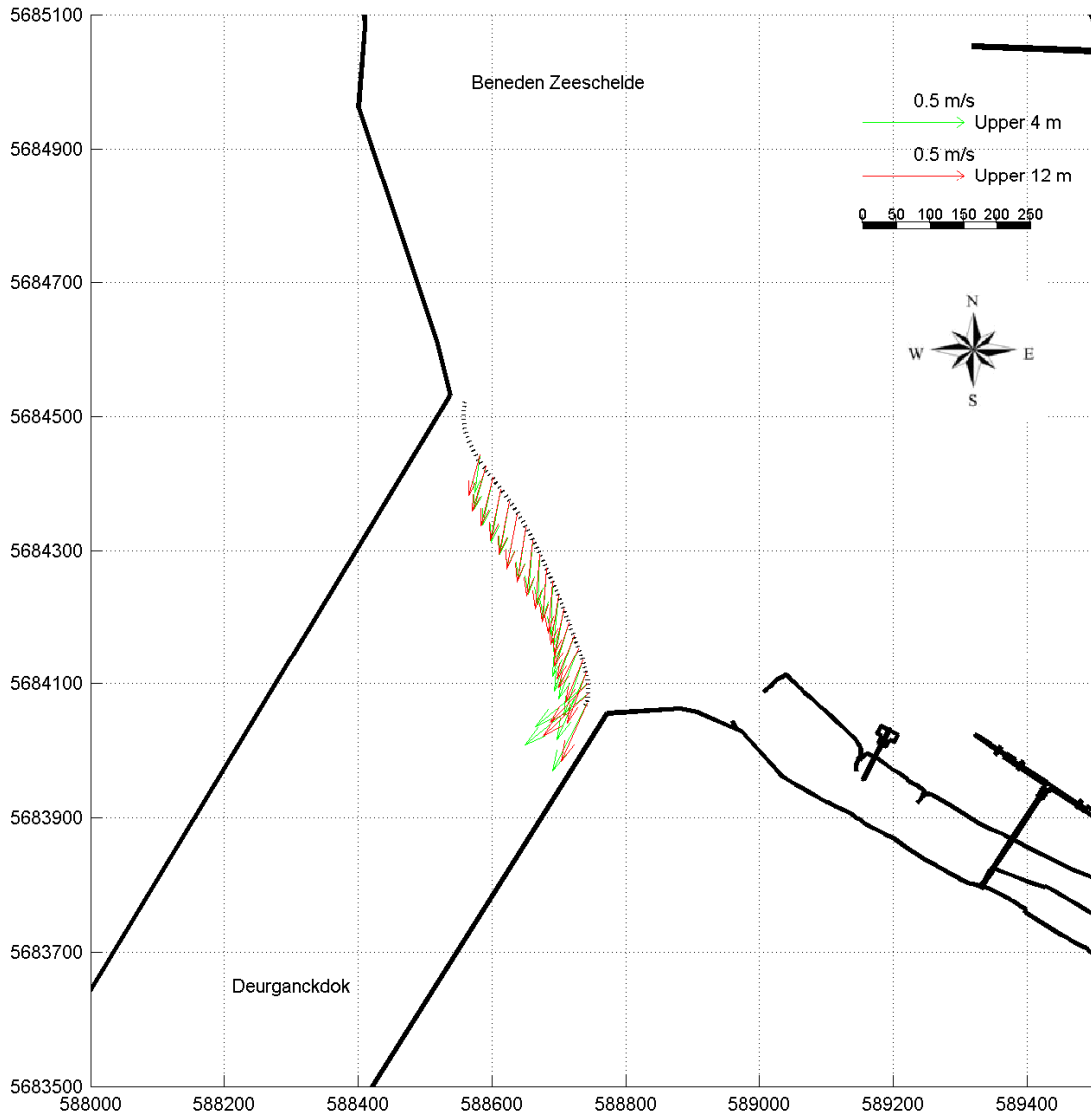 5685100
Beneden Zeeschelde
0.5 m/s
Upper 4 m
5684900
0.5 m/s
Upper 12 m
0 50 100 150 200 250
5684700
N
W E
S
5684500
5684300
5684100
5683900
5683700
Deurganckdok
5683500
588000 588200 588400 588600 588800 589000 589200 589400